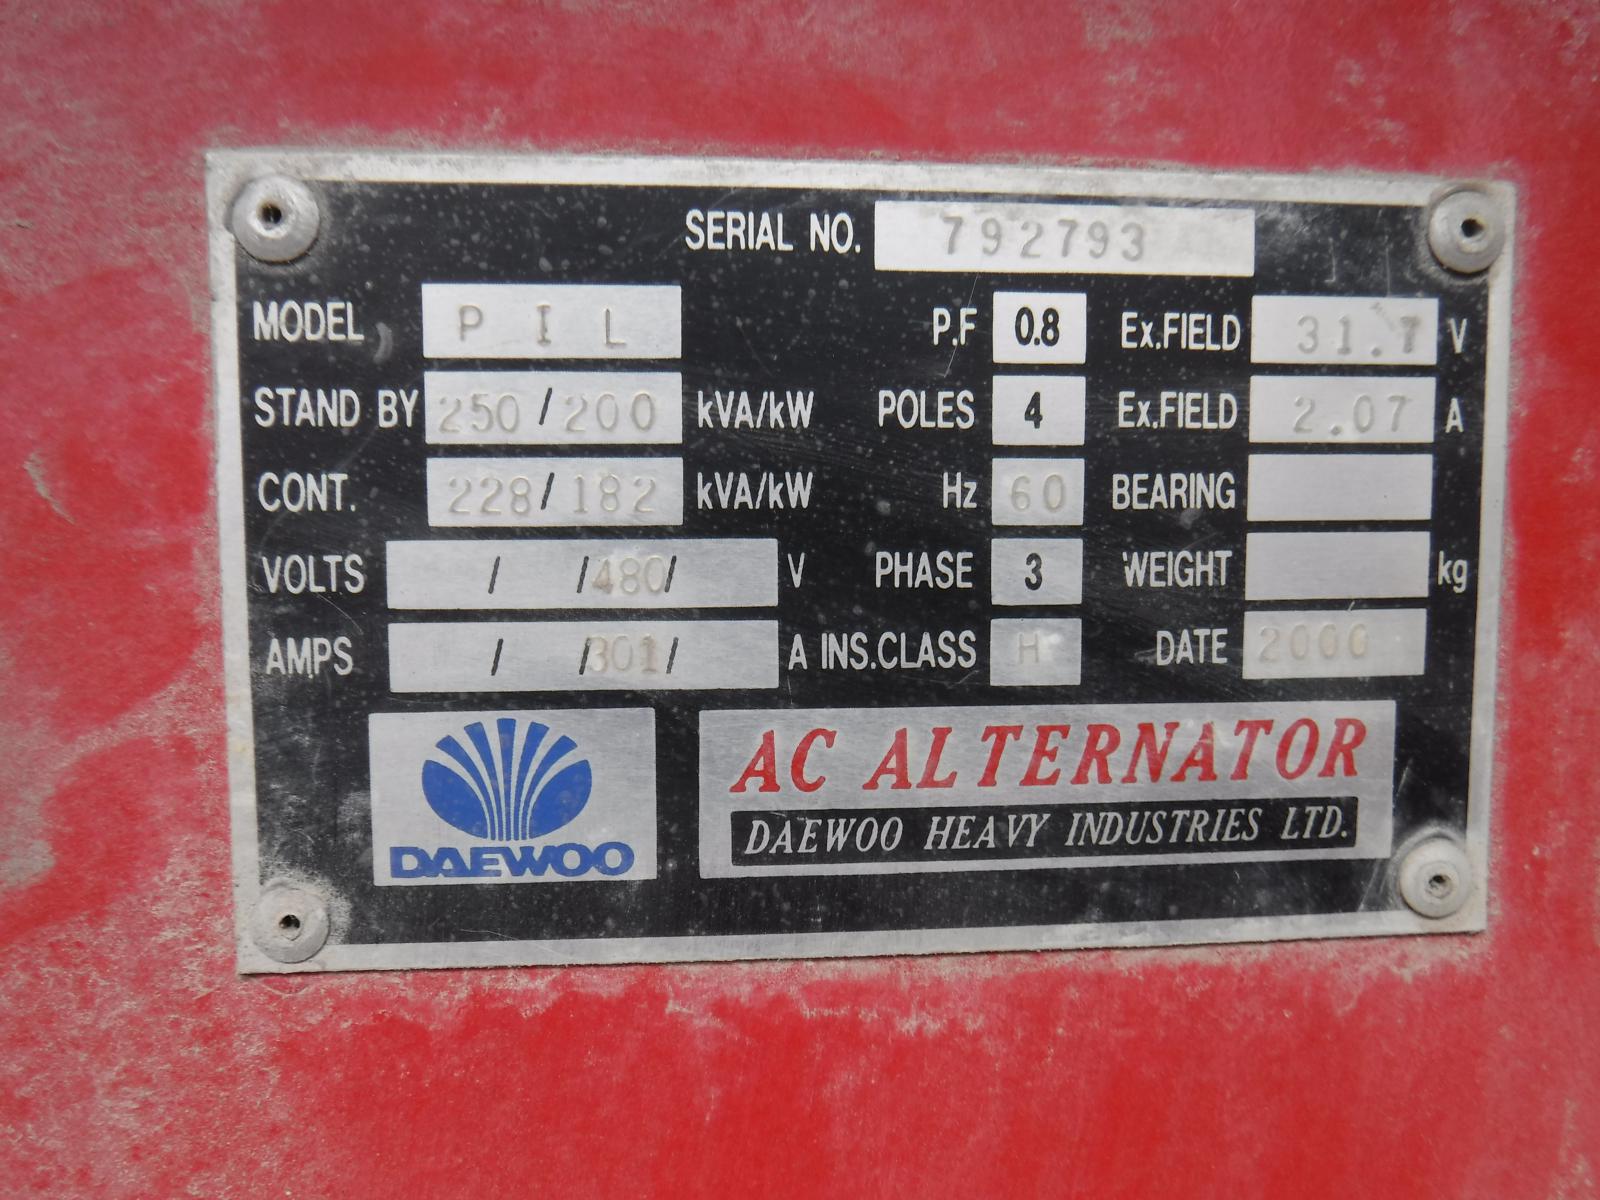 SERIAL NO. 792793
MODEL P I L P.F 0.8 Ex.FIELD 31.7 V
STAND BY 250/200 kVA/kW POLES 4 Ex.FIELD 2.07 A
CONT. 228/182 kVA/kW Hz 60 BEARING
VOLTS / /480/ V PHASE 3 WEIGHT kg
AMPS / /301/ A INS.CLASS H DATE 2000
AC ALTERNATOR
DAEWOO DAEWOO HEAVY INDUSTRIES LTD.